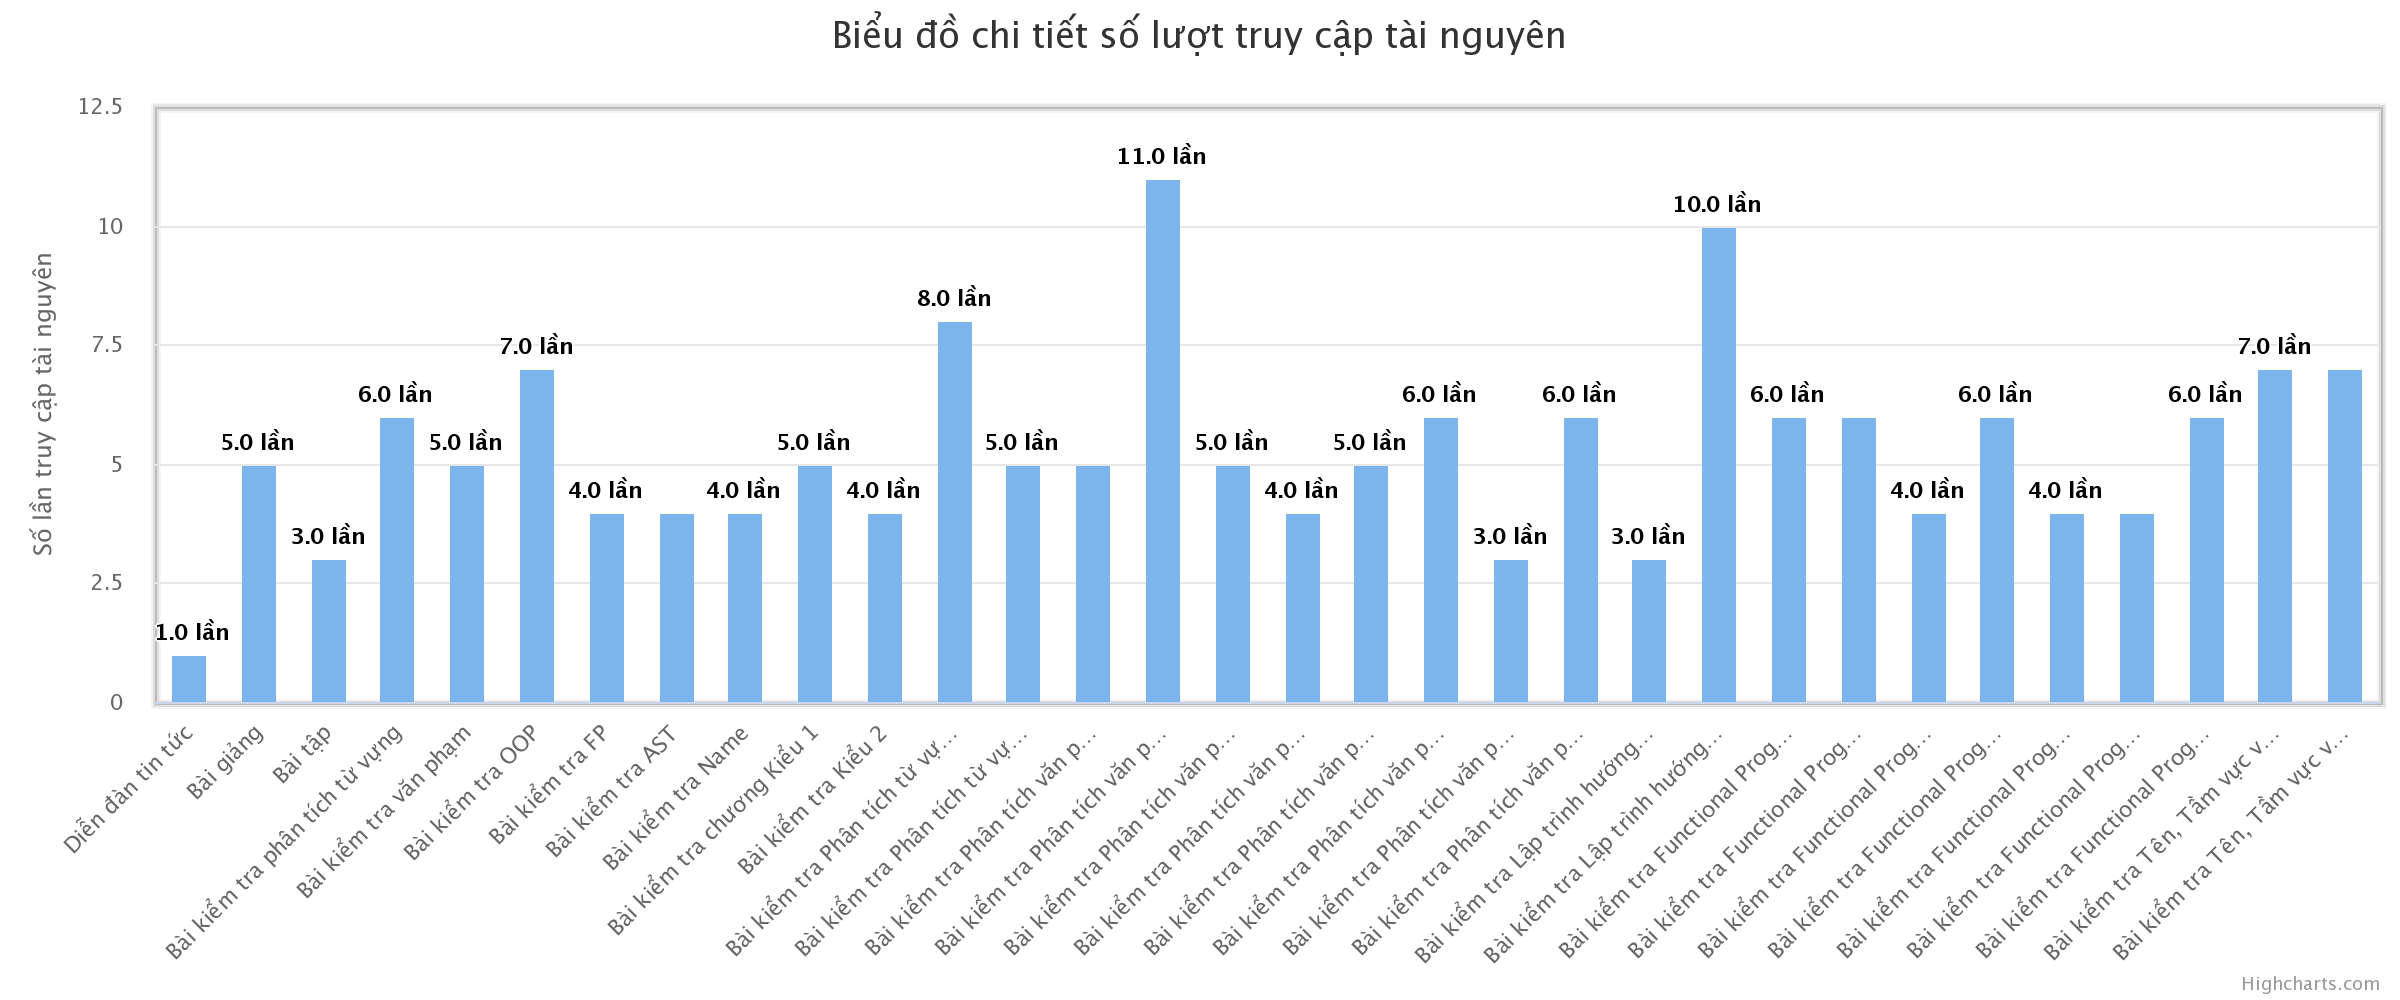 Biểu đồ chi tiết số lượt truy cập tài nguyên
Số lần truy cập tài nguyên
12.5
10
7.5
5
2.5
0
1.0 lần
5.0 lần
3.0 lần
6.0 lần
5.0 lần
7.0 lần
4.0 lần
4.0 lần
5.0 lần
4.0 lần
8.0 lần
5.0 lần
11.0 lần
5.0 lần
4.0 lần
5.0 lần
6.0 lần
3.0 lần
6.0 lần
3.0 lần
10.0 lần
6.0 lần
4.0 lần
6.0 lần
4.0 lần
6.0 lần
7.0 lần
Diễn đàn tin tức
Bài giảng
Bài tập
Bài kiểm tra phân tích từ vựng
Bài kiểm tra văn phạm
Bài kiểm tra OOP
Bài kiểm tra FP
Bài kiểm tra AST
Bài kiểm tra Name
Bài kiểm tra chương Kiểu 1
Bài kiểm tra Kiểu 2
Bài kiểm tra Phân tích từ vự...
Bài kiểm tra Phân tích từ vự...
Bài kiểm tra Phân tích văn p...
Bài kiểm tra Phân tích văn p...
Bài kiểm tra Phân tích văn p...
Bài kiểm tra Phân tích văn p...
Bài kiểm tra Phân tích văn p...
Bài kiểm tra Phân tích văn p...
Bài kiểm tra Phân tích văn p...
Bài kiểm tra Phân tích văn p...
Bài kiểm tra Lập trình hướng...
Bài kiểm tra Lập trình hướng...
Bài kiểm tra Functional Prog...
Bài kiểm tra Functional Prog...
Bài kiểm tra Functional Prog...
Bài kiểm tra Functional Prog...
Bài kiểm tra Functional Prog...
Bài kiểm tra Functional Prog...
Bài kiểm tra Functional Prog...
Bài kiểm tra Tên, Tầm vực v...
Bài kiểm tra Tên, Tầm vực v...
Highcharts.com